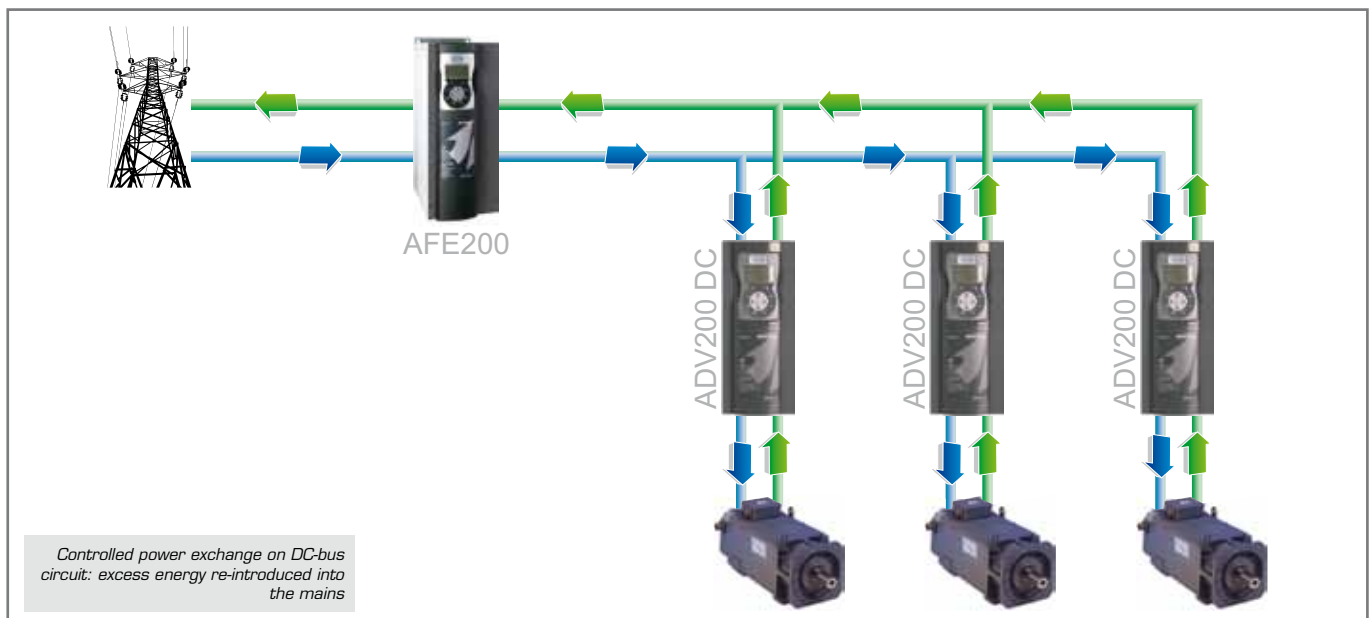 AFE200
ADV200 DC
ADV200 DC
ADV200 DC
Controlled power exchange on DC-bus
circuit: excess energy re-introduced into
the mains